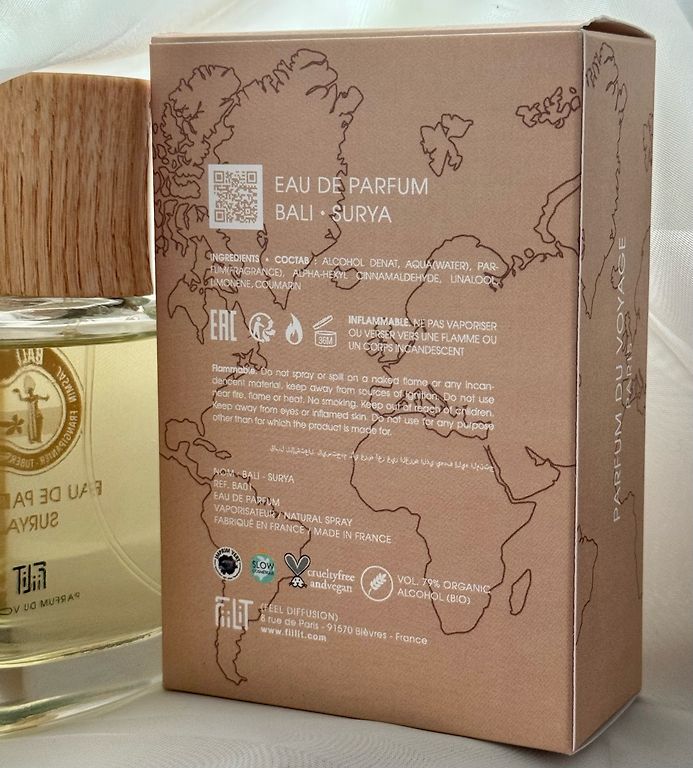 EAU DE PARFUM
BALI • SURYA
INGREDIENTS • СОСТАВ : ALCOHOL DENAT, AQUA(WATER), PAR-
FUM(FRAGRANCE), ALPHA-HEXYL CINNAMALDEHYDE, LINALOOL,
LIMONENE, COUMARIN
EAC
36M
INFLAMMABLE. NE PAS VAPORISER
OU VERSER VERS UNE FLAMME OU
UN CORPS INCANDESCENT
Flammable. Do not spray or spill on a naked flame or any incan-
descent material, keep away from sources of ignition. Do not use
near fire, flame or heat. No smoking. Keep out of reach of children.
Keep away from eyes or inflamed skin. Do not use for any purpose
other than for which the product is made for.
NOM - BALI - SURYA
REF. BA01
EAU DE PARFUM
VAPORISATEUR / NATURAL SPRAY
FABRIQUÉ EN FRANCE / MADE IN FRANCE
SLOW
crueltyfree
andvegan
VOL. 79% ORGANIC
ALCOHOL (BIO)
FiiLiT
(FEEL DIFFUSION)
8 rue de Paris - 91570 Bièvres - France
www.fiilit.com
PARFUM DU VOYAGE
PARIS
BALI
EAU DE PA
SURYA
FiiLiT
PARFUM DU VO